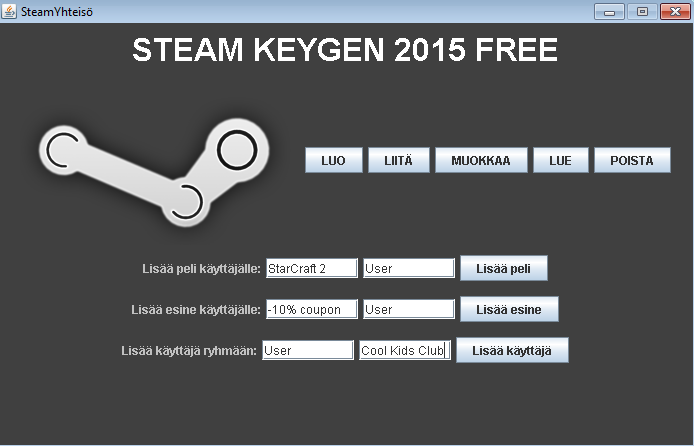 SteamYhteisö
STEAM KEYGEN 2015 FREE
LUO LIITÄ MUOKKAA LUE POISTA
Lisää peli käyttäjälle: StarCraft 2 User Lisää peli
Lisää esine käyttäjälle: -10% coupon User Lisää esine
Lisää käyttäjä ryhmään: User Cool Kids Club Lisää käyttäjä